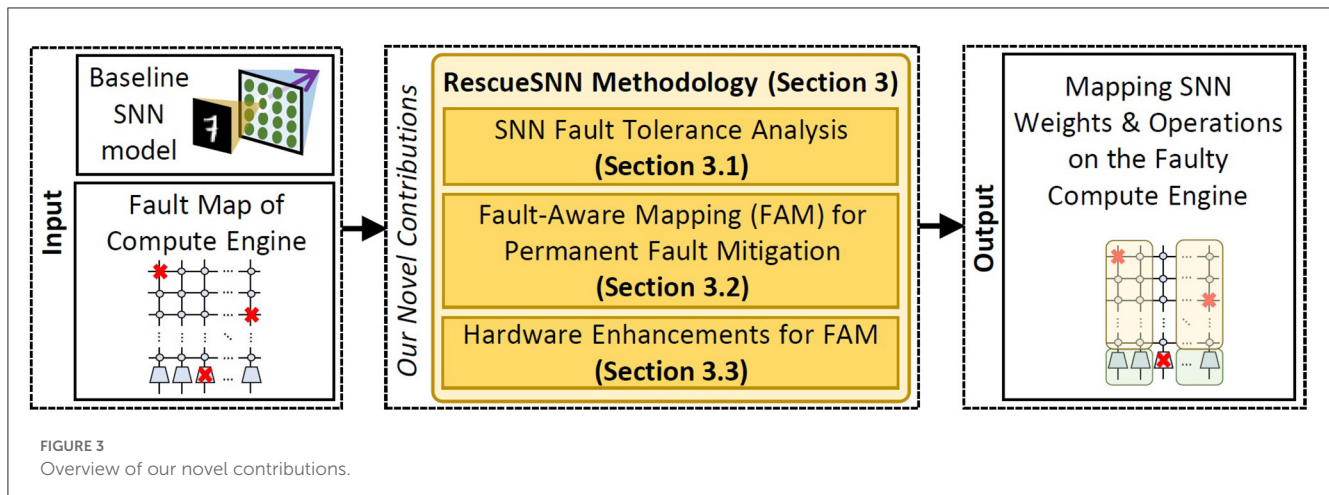 Input
Baseline
SNN
model
7
Fault Map of
Compute Engine
Our Novel Contributions
RescueSNN Methodology (Section 3)
SNN Fault Tolerance Analysis
(Section 3.1)
Fault-Aware Mapping (FAM) for
Permanent Fault Mitigation
(Section 3.2)
Hardware Enhancements for FAM
(Section 3.3)
Output
Mapping SNN
Weights & Operations
on the Faulty
Compute Engine
FIGURE 3
Overview of our novel contributions.